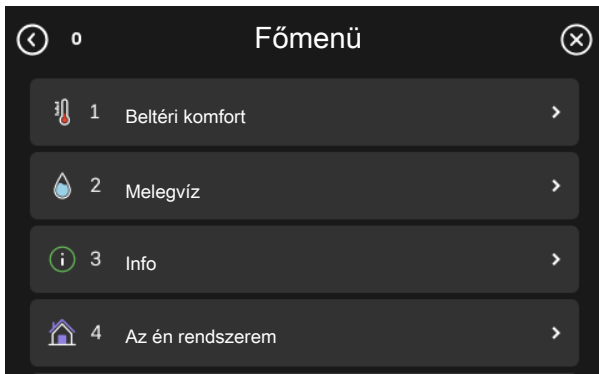 0 Főmenü
1 Beltéri komfort
2 Melegvíz
3 Info
4 Az én rendszerem